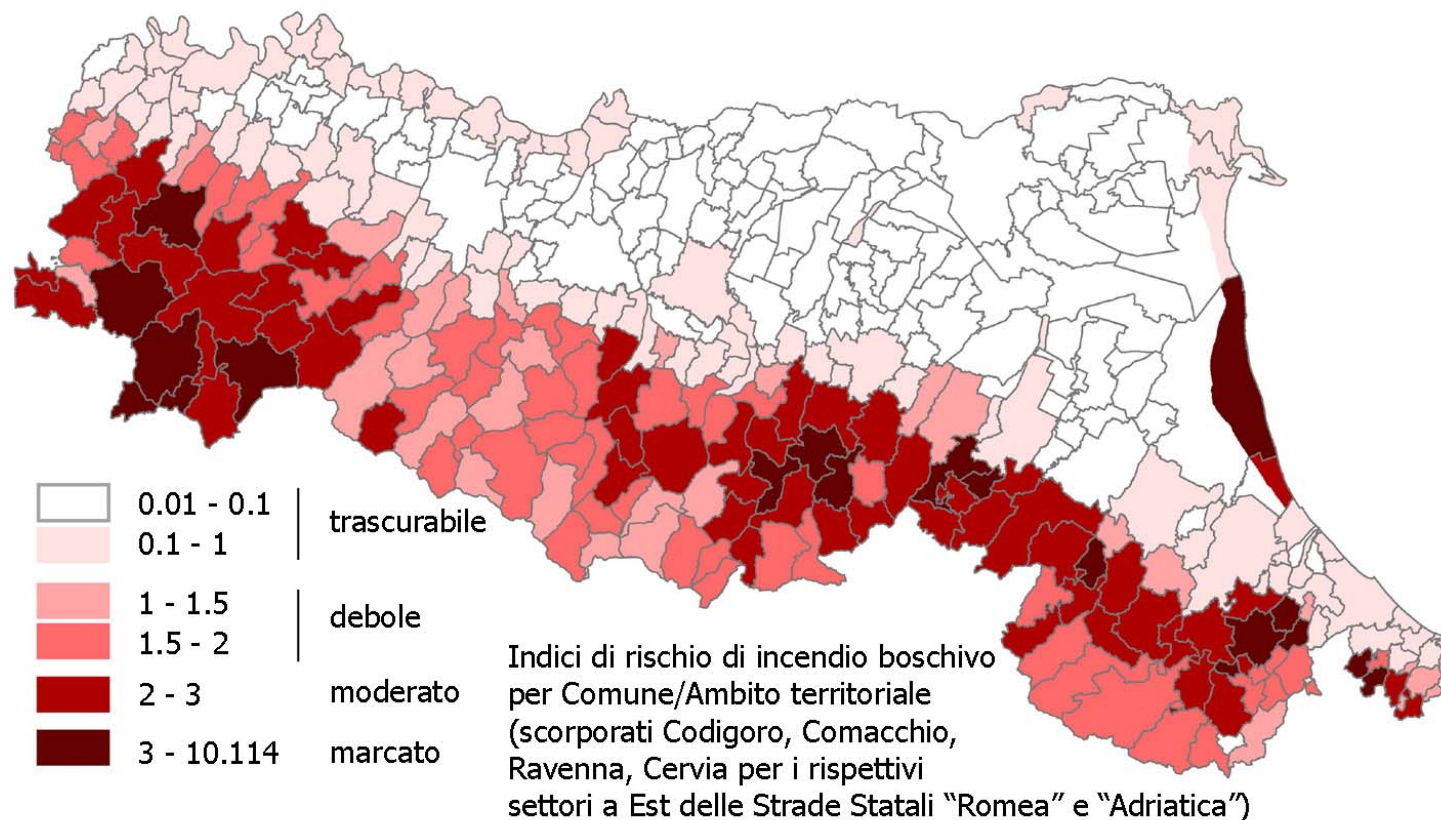 0.01 - 0.1
0.1 - 1
trascurabile
1 - 1.5
1.5 - 2
debole
2 - 3
moderato
3 - 10.114
marcato
Indici di rischio di incendio boschivo
per Comune/Ambito territoriale
(scorporati Codigoro, Comacchio,
Ravenna, Cervia per i rispettivi
settori a Est delle Strade Statali “Romea” e “Adriatica”)